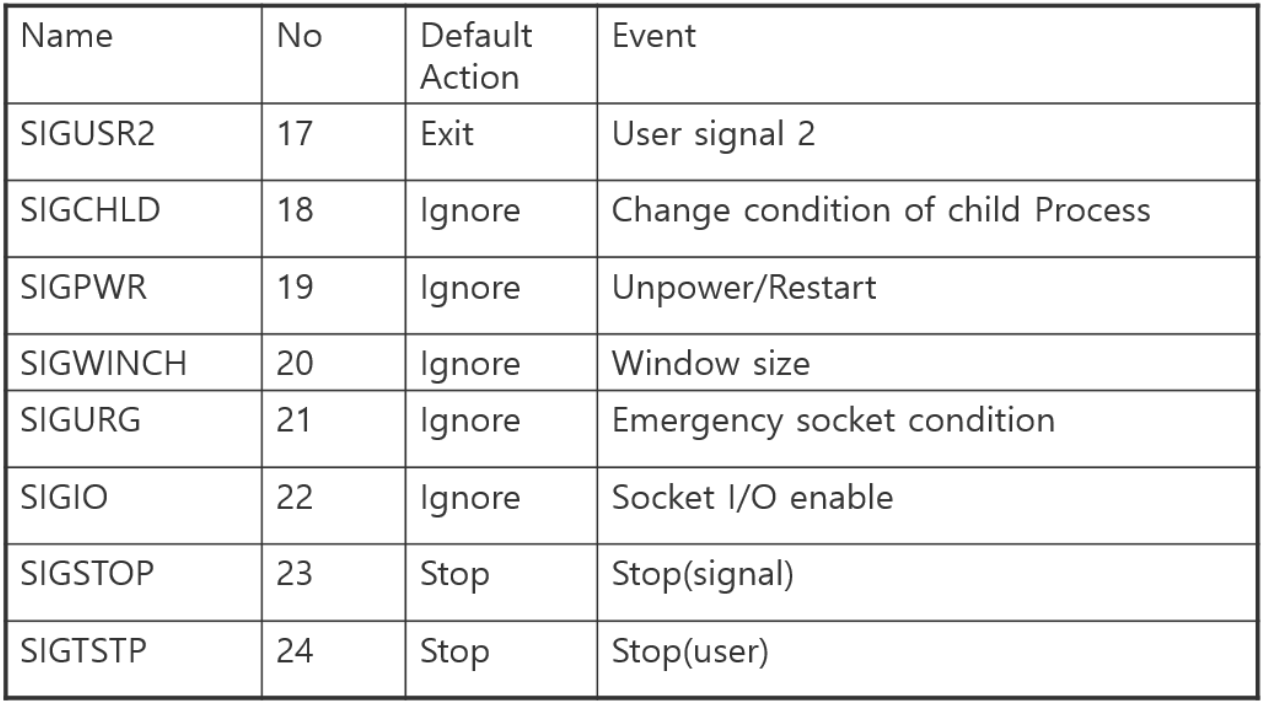 Name No Default Action Event
SIGUSR2 17 Exit User signal 2
SIGCHLD 18 Ignore Change condition of child Process
SIGPWR 19 Ignore Unpower/Restart
SIGWINCH 20 Ignore Window size
SIGURG 21 Ignore Emergency socket condition
SIGIO 22 Ignore Socket I/O enable
SIGSTOP 23 Stop Stop(signal)
SIGTSTP 24 Stop Stop(user)